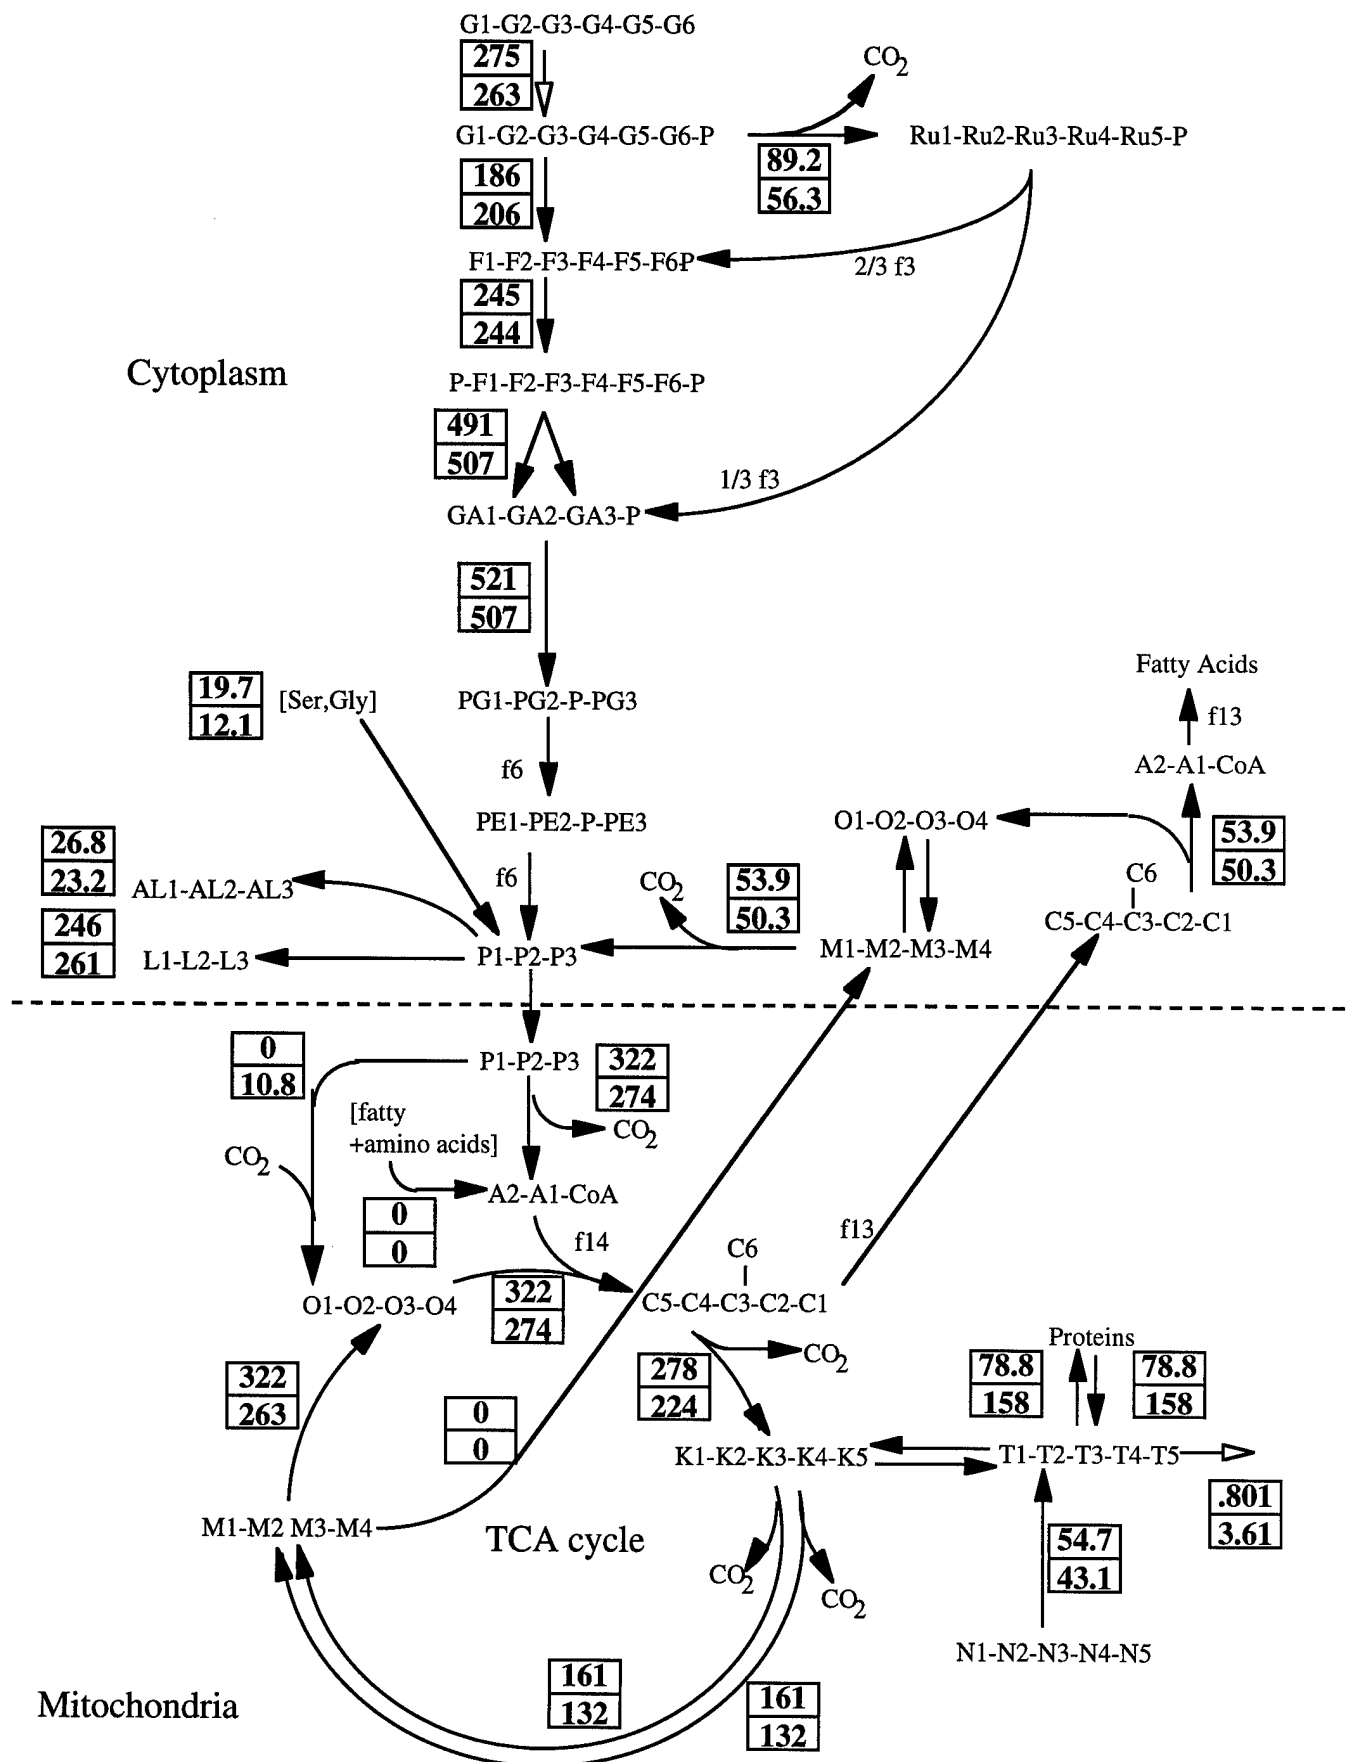 G1-G2-G3-G4-G5-G6
275
263
CO2
G1-G2-G3-G4-G5-G6-P
Ru1-Ru2-Ru3-Ru4-Ru5-P
89.2
56.3
186
206
F1-F2-F3-F4-F5-F6P
2/3 f3
245
244
Cytoplasm
P-F1-F2-F3-F4-F5-F6-P
491
507
1/3 f3
GA1-GA2-GA3-P
521
507
Fatty Acids
19.7
12.1
[Ser,Gly]
PG1-PG2-P-PG3
f13
f6
A2-A1-CoA
PE1-PE2-P-PE3
O1-O2-O3-O4
53.9
50.3
26.8
23.2
AL1-AL2-AL3
f6
CO2
53.9
50.3
C6
C5-C4-C3-C2-C1
246
261
L1-L2-L3
P1-P2-P3
M1-M2-M3-M4
0
10.8
P1-P2-P3
322
274
[fatty
+amino acids]
CO2
CO2
A2-A1-CoA
0
0
f14
f13
C6
O1-O2-O3-O4
322
274
C5-C4-C3-C2-C1
CO2
Proteins
322
263
278
224
78.8
158
78.8
158
0
0
K1-K2-K3-K4-K5
T1-T2-T3-T4-T5
.801
3.61
M1-M2 M3-M4
TCA cycle
54.7
43.1
CO2
CO2
N1-N2-N3-N4-N5
161
132
161
132
Mitochondria